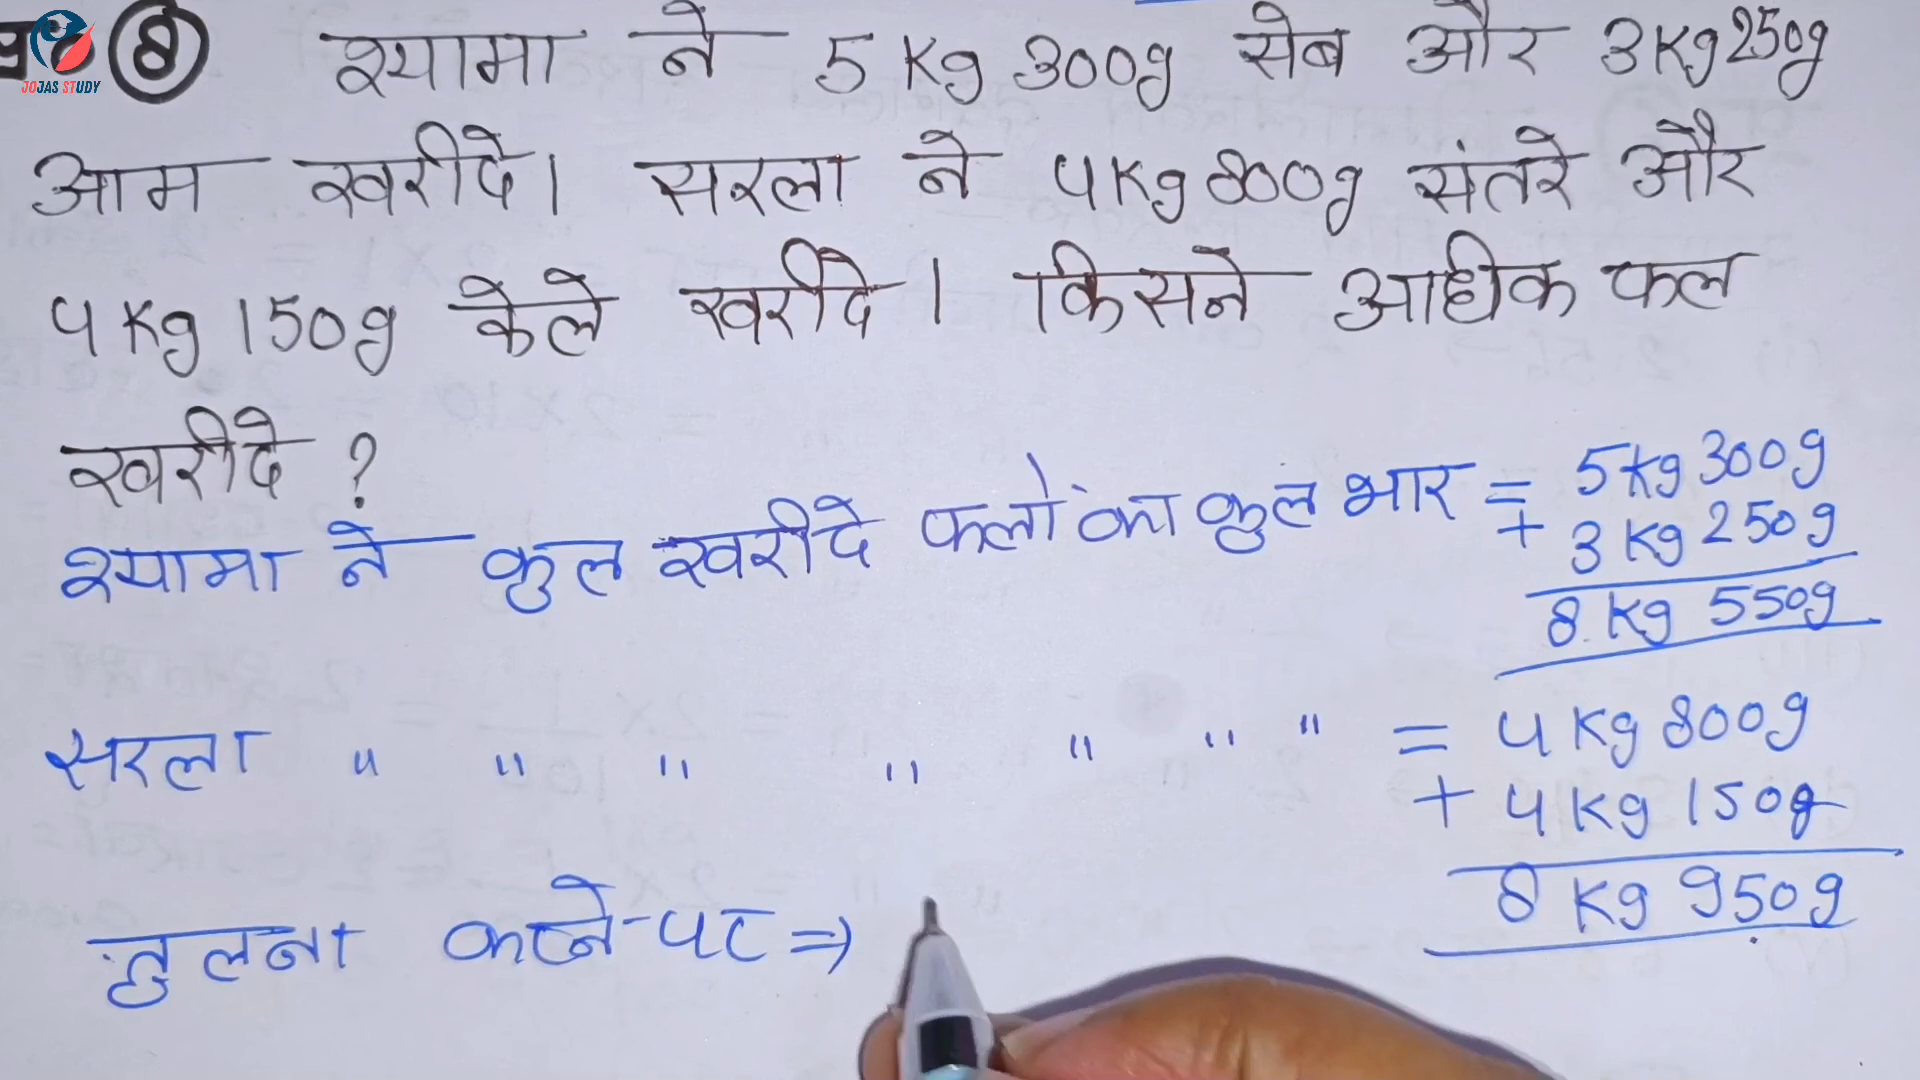 प्र० 8 श्यामा ने 5 Kg 300g सेब और 3 Kg 250g
JOJAS STUDY
आम खरीदे। सरला ने 4 Kg 800g संतरे और
4 Kg 150g केले खरीदे। किसने अधिक फल
खरीदे ?
श्यामा ने कुल खरीदे फलों का कुल भार = 5 Kg 300g
+ 3 Kg 250g
8 Kg 550g
सरला " " " " " " " = 4 Kg 800g
+ 4 Kg 150g
8 Kg 950g
तुलना करने पर ⇒